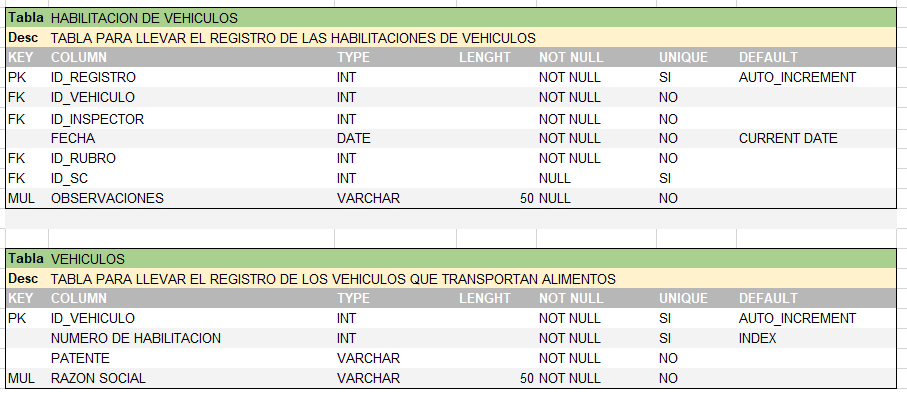 Tabla HABILITACION DE VEHICULOS
Desc TABLA PARA LLEVAR EL REGISTRO DE LAS HABILITACIONES DE VEHICULOS
KEY COLUMN TYPE LENGHT NOT NULL UNIQUE DEFAULT
PK ID_REGISTRO INT NOT NULL SI AUTO_INCREMENT
FK ID_VEHICULO INT NOT NULL NO
FK ID_INSPECTOR INT NOT NULL NO
FECHA DATE NOT NULL NO CURRENT DATE
FK ID_RUBRO INT NOT NULL NO
FK ID_SC INT NULL SI
MUL OBSERVACIONES VARCHAR 50 NULL NO
Tabla VEHICULOS
Desc TABLA PARA LLEVAR EL REGISTRO DE LOS VEHICULOS QUE TRANSPORTAN ALIMENTOS
KEY COLUMN TYPE LENGHT NOT NULL UNIQUE DEFAULT
PK ID_VEHICULO INT NOT NULL SI AUTO_INCREMENT
NUMERO DE HABILITACION INT NOT NULL SI INDEX
PATENTE VARCHAR NOT NULL NO
MUL RAZON SOCIAL VARCHAR 50 NOT NULL NO